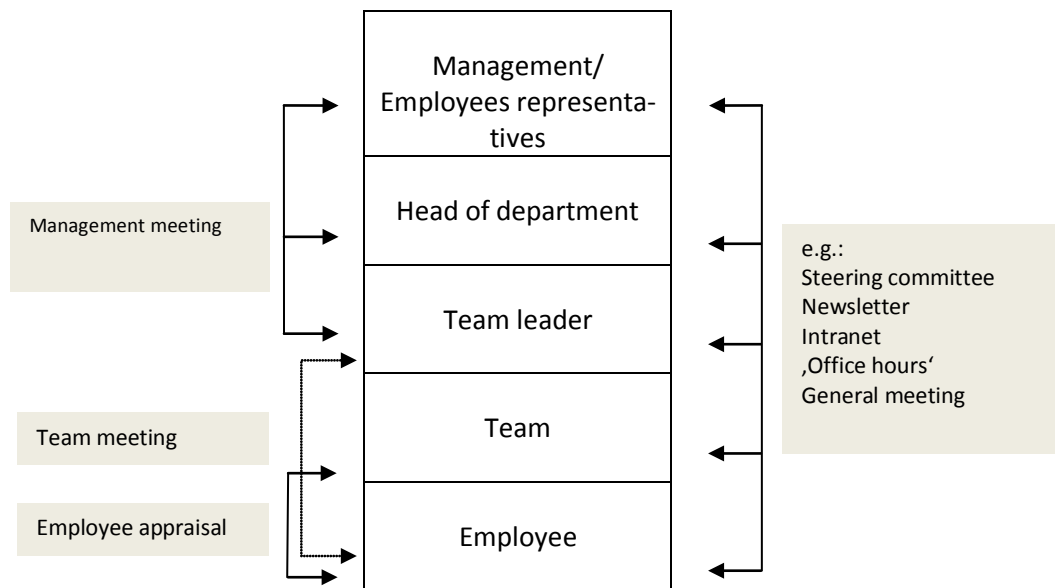 Management/
Employees representa-
tives
Head of department
Management meeting
e.g.:
Steering committee
Newsletter
Intranet
‚Office hours‘
General meeting
Team leader
Team
Team meeting
Employee appraisal
Employee